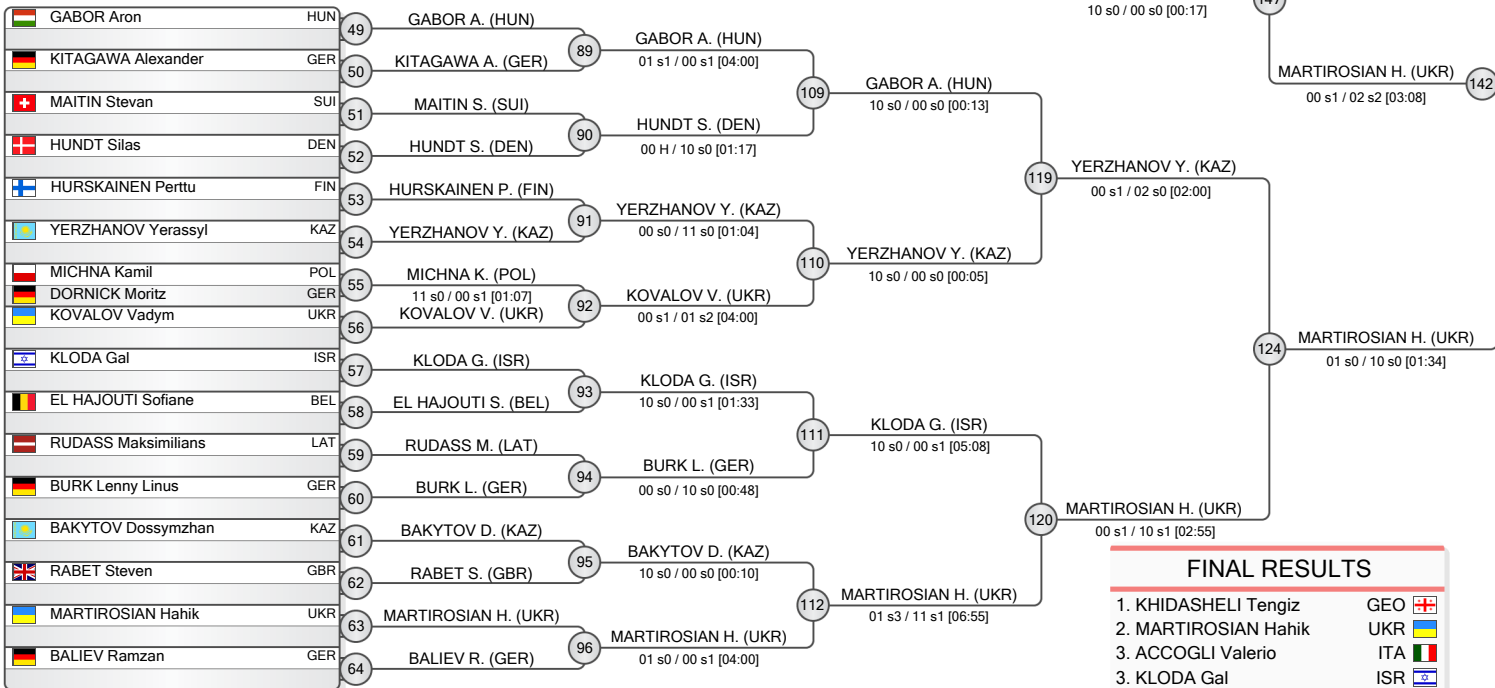 GABOR Aron HUN
KITAGAWA Alexander GER
MAITIN Stevan SUI
HUNDT Silas DEN
HURSKAINEN Perttu FIN
YERZHANOV Yerassyl KAZ
MICHNA Kamil POL
DORNICK Moritz GER
KOVALOV Vadym UKR
KLODA Gal ISR
EL HAJOUTI Sofiane BEL
RUDASS Maksimilians LAT
BURK Lenny Linus GER
BAKYTOV Dossymzhan KAZ
RABET Steven GBR
MARTIROSIAN Hahik UKR
BALIEV Ramzan GER
49
50
51
52
53
54
55
56
57
58
59
60
61
62
63
64
GABOR A. (HUN)
KITAGAWA A. (GER)
MAITIN S. (SUI)
HUNDT S. (DEN)
HURSKAINEN P. (FIN)
YERZHANOV Y. (KAZ)
MICHNA K. (POL)
11 s0 / 00 s1 [01:07]
KOVALOV V. (UKR)
KLODA G. (ISR)
EL HAJOUTI S. (BEL)
RUDASS M. (LAT)
BURK L. (GER)
BAKYTOV D. (KAZ)
RABET S. (GBR)
MARTIROSIAN H. (UKR)
BALIEV R. (GER)
89
90
91
92
93
94
95
96
GABOR A. (HUN)
01 s1 / 00 s1 [04:00]
HUNDT S. (DEN)
00 H / 10 s0 [01:17]
YERZHANOV Y. (KAZ)
00 s0 / 11 s0 [01:04]
KOVALOV V. (UKR)
00 s1 / 01 s2 [04:00]
KLODA G. (ISR)
10 s0 / 00 s1 [01:33]
BURK L. (GER)
00 s0 / 10 s0 [00:48]
BAKYTOV D. (KAZ)
10 s0 / 00 s0 [00:10]
MARTIROSIAN H. (UKR)
01 s0 / 00 s1 [04:00]
109
110
111
112
GABOR A. (HUN)
10 s0 / 00 s0 [00:13]
YERZHANOV Y. (KAZ)
10 s0 / 00 s0 [00:05]
KLODA G. (ISR)
10 s0 / 00 s1 [05:08]
MARTIROSIAN H. (UKR)
01 s3 / 11 s1 [06:55]
119
120
YERZHANOV Y. (KAZ)
00 s1 / 02 s0 [02:00]
MARTIROSIAN H. (UKR)
00 s1 / 10 s1 [02:55]
124
MARTIROSIAN H. (UKR)
01 s0 / 10 s0 [01:34]
10 s0 / 00 s0 [00:17]
MARTIROSIAN H. (UKR)
00 s1 / 02 s2 [03:08]
142
FINAL RESULTS
1. KHIDASHELI Tengiz GEO
2. MARTIROSIAN Hahik UKR
3. ACCOGLI Valerio ITA
3. KLODA Gal ISR